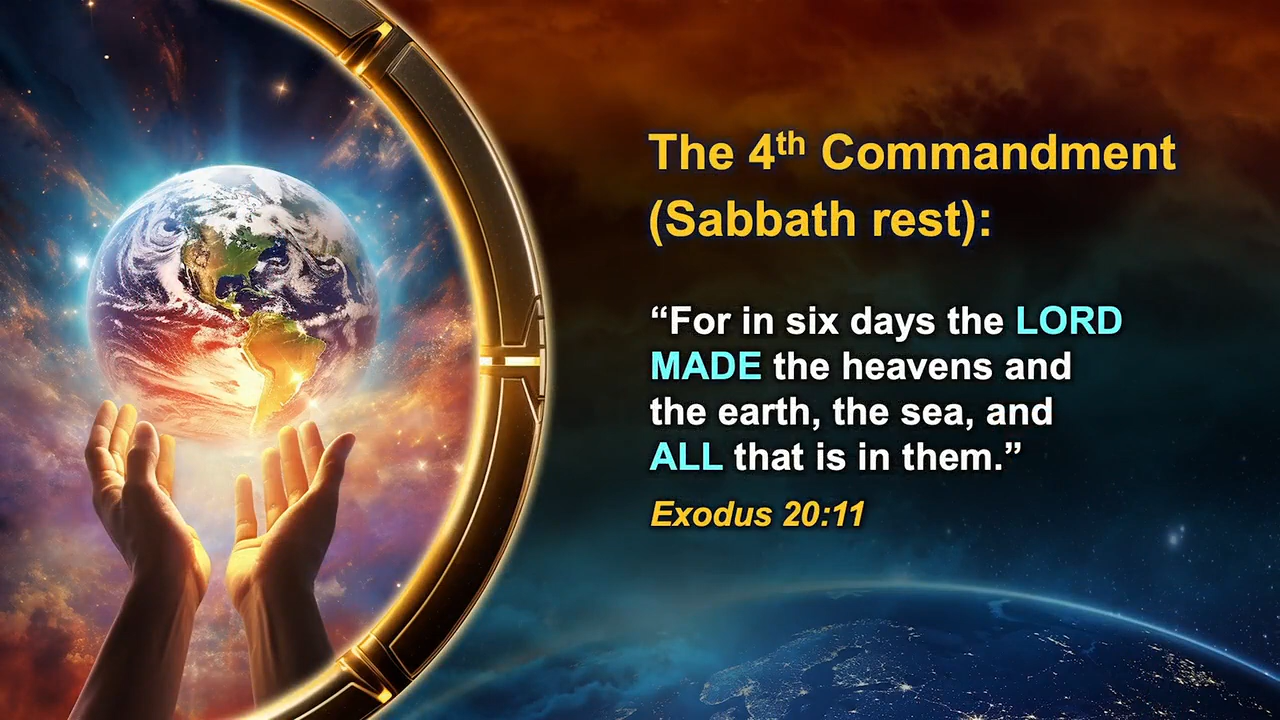 The 4th Commandment
(Sabbath rest):
“For in six days the LORD
MADE the heavens and
the earth, the sea, and
ALL that is in them.”
Exodus 20:11